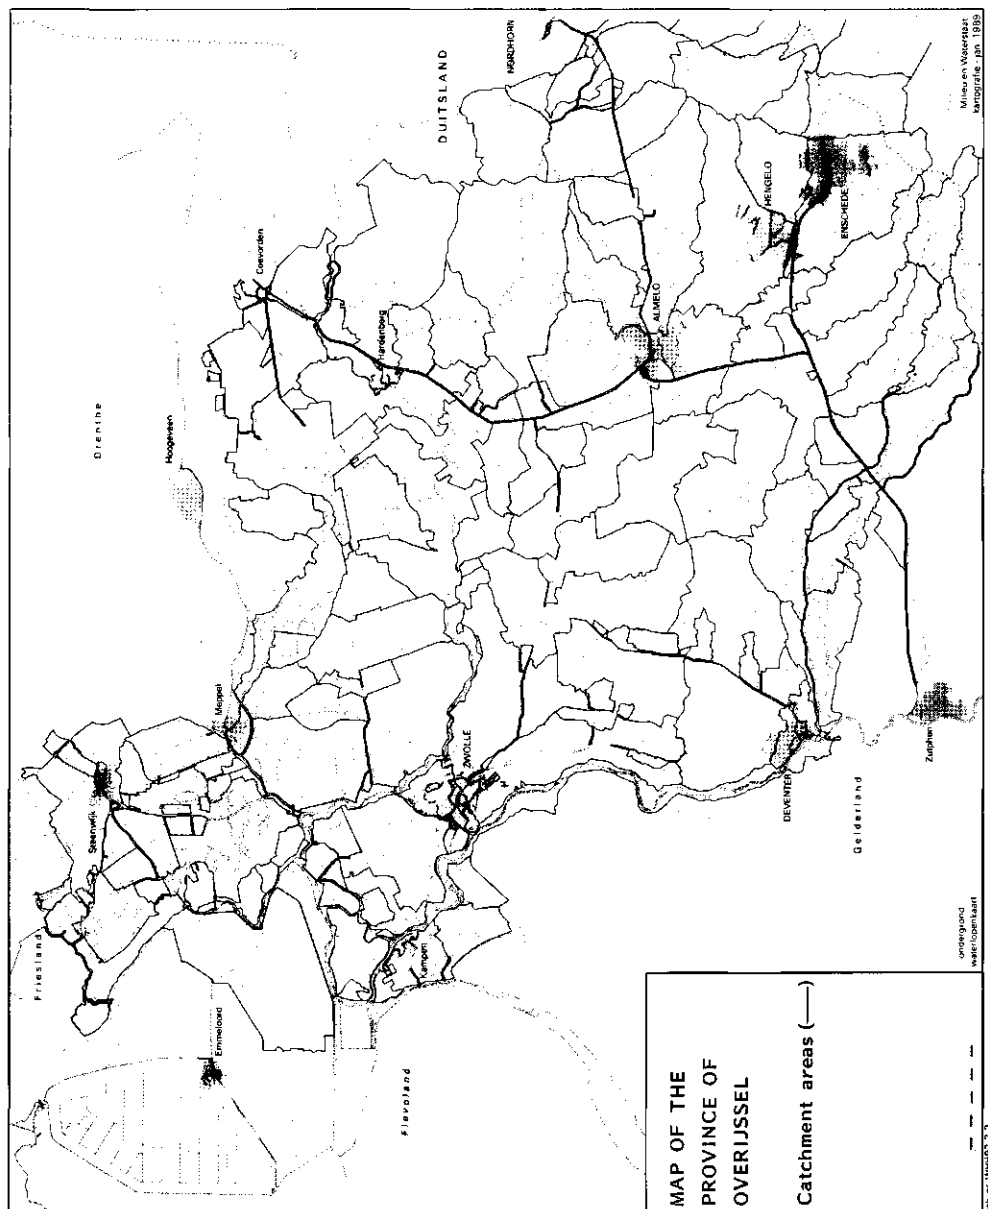 MAP OF THE
PROVINCE OF
OVERIJSSEL
Catchment areas (—)
Friesland
Drenthe
DUITSLAND
Flevoland
Gelderland
Emmeloord
Steenwijk
Meppel
Hoogeveen
Coevorden
Hardenberg
NORDHORN
Kampen
ZWOLLE
ALMELO
HENGELO
ENSCHEDE
DEVENTER
Zutphen
ondergrond
waterlopenkaart
Milieu en Waterstaat
kartografie - jan 1989